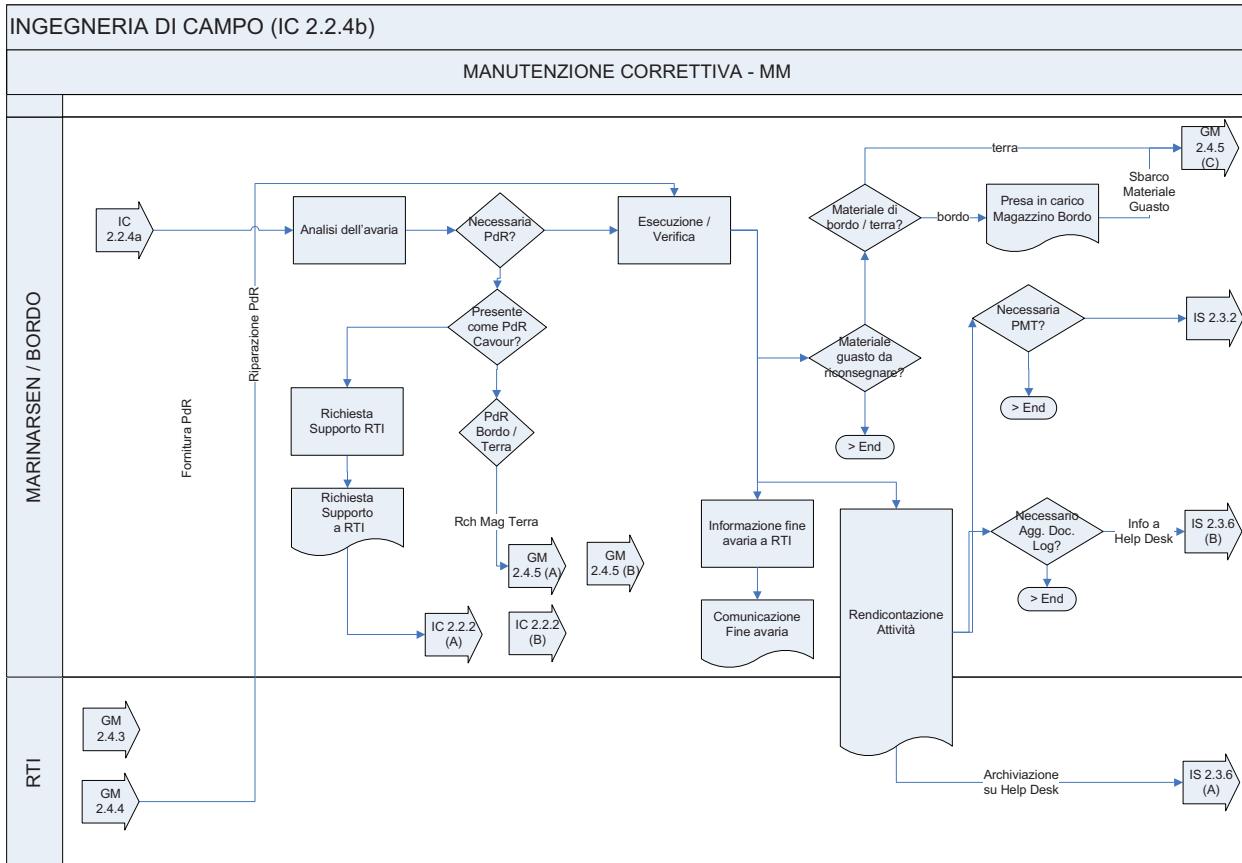 INGEGNERIA DI CAMPO (IC 2.2.4b)
MANUTENZIONE CORRETTIVA - MM
MARINARSEN / BORDO
IC
2.2.4a
Analisi dell'avaria
Necessaria
PdR?
Esecuzione /
Verifica
Materiale di
bordo / terra?
bordo
terra
Presa in carico
Magazzino Bordo
GM
2.4.5
(C)
Sbarco
Materiale
Guasto
Fornitura PdR
Riparazione PdR
Presente
come PdR
Cavour?
Materiale
guasto da
riconsegnare?
> End
Necessaria
PMT?
> End
IS 2.3.2
Richiesta
Supporto RTI
PdR
Bordo /
Terra
Richiesta
Supporto
a RTI
Rch Mag Terra
GM
2.4.5 (A)
GM
2.4.5 (B)
IC 2.2.2
(A)
IC 2.2.2
(B)
Informazione fine
avaria a RTI
Comunicazione
Fine avaria
Rendicontazione
Attività
Necessario
Agg. Doc.
Log?
> End
Info a
Help Desk
IS 2.3.6
(B)
RTI
GM
2.4.3
GM
2.4.4
Archiviazione
su Help Desk
IS 2.3.6
(A)